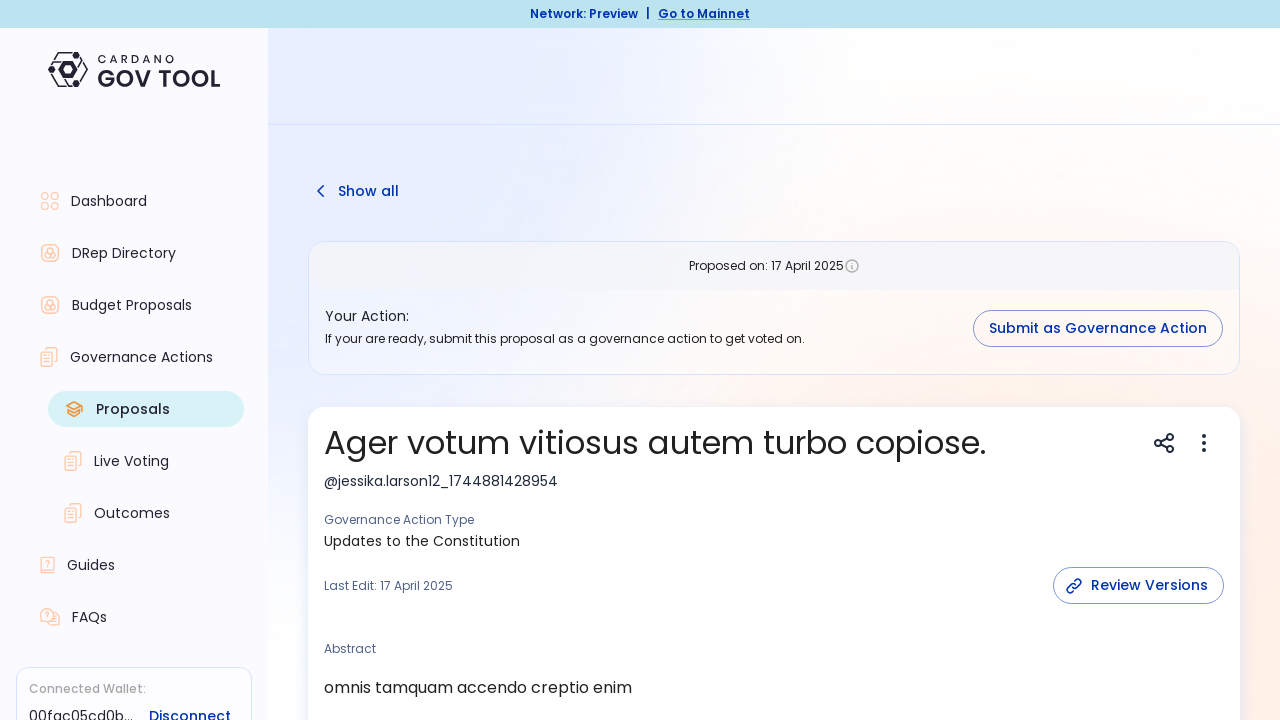 Network: Preview | Go to Mainnet
CARDANO
GOV TOOL
Dashboard
DRep Directory
Budget Proposals
Governance Actions
Proposals
Live Voting
Outcomes
Guides
FAQs
Connected Wallet:
00fac05cd0b... Disconnect
Show all
Proposed on: 17 April 2025
Your Action:
If your are ready, submit this proposal as a governance action to get voted on.
Submit as Governance Action
Ager votum vitiosus autem turbo copiose.
@jessika.larson12_1744881428954
Governance Action Type
Updates to the Constitution
Last Edit: 17 April 2025
Review Versions
Abstract
omnis tamquam accendo creptio enim